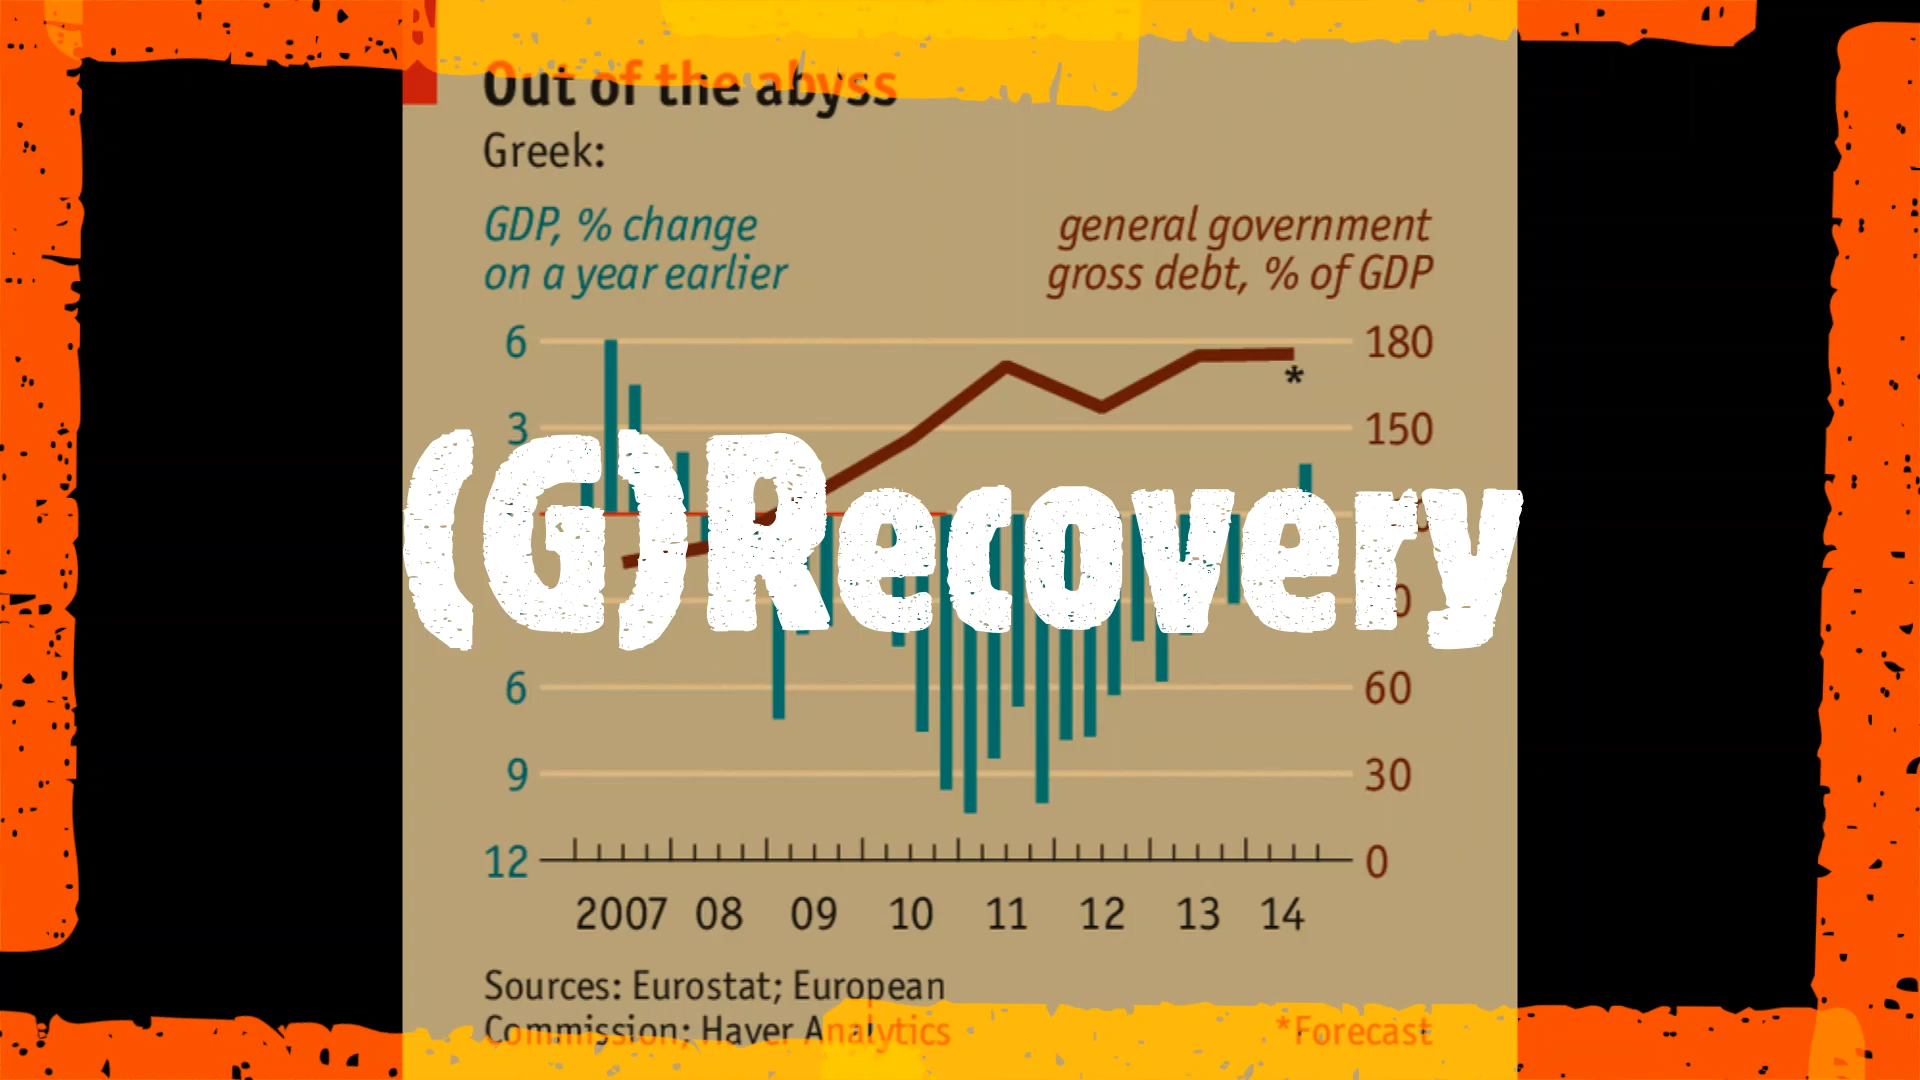 Out of the abyss
Greek:
GDP, % change
on a year earlier
general government
gross debt, % of GDP
6
180
*
3
150
(G)Recovery
6
60
9
30
12
0
2007 08 09 10 11 12 13 14
Sources: Eurostat; European
Commission; Haver Analytics
*Forecast